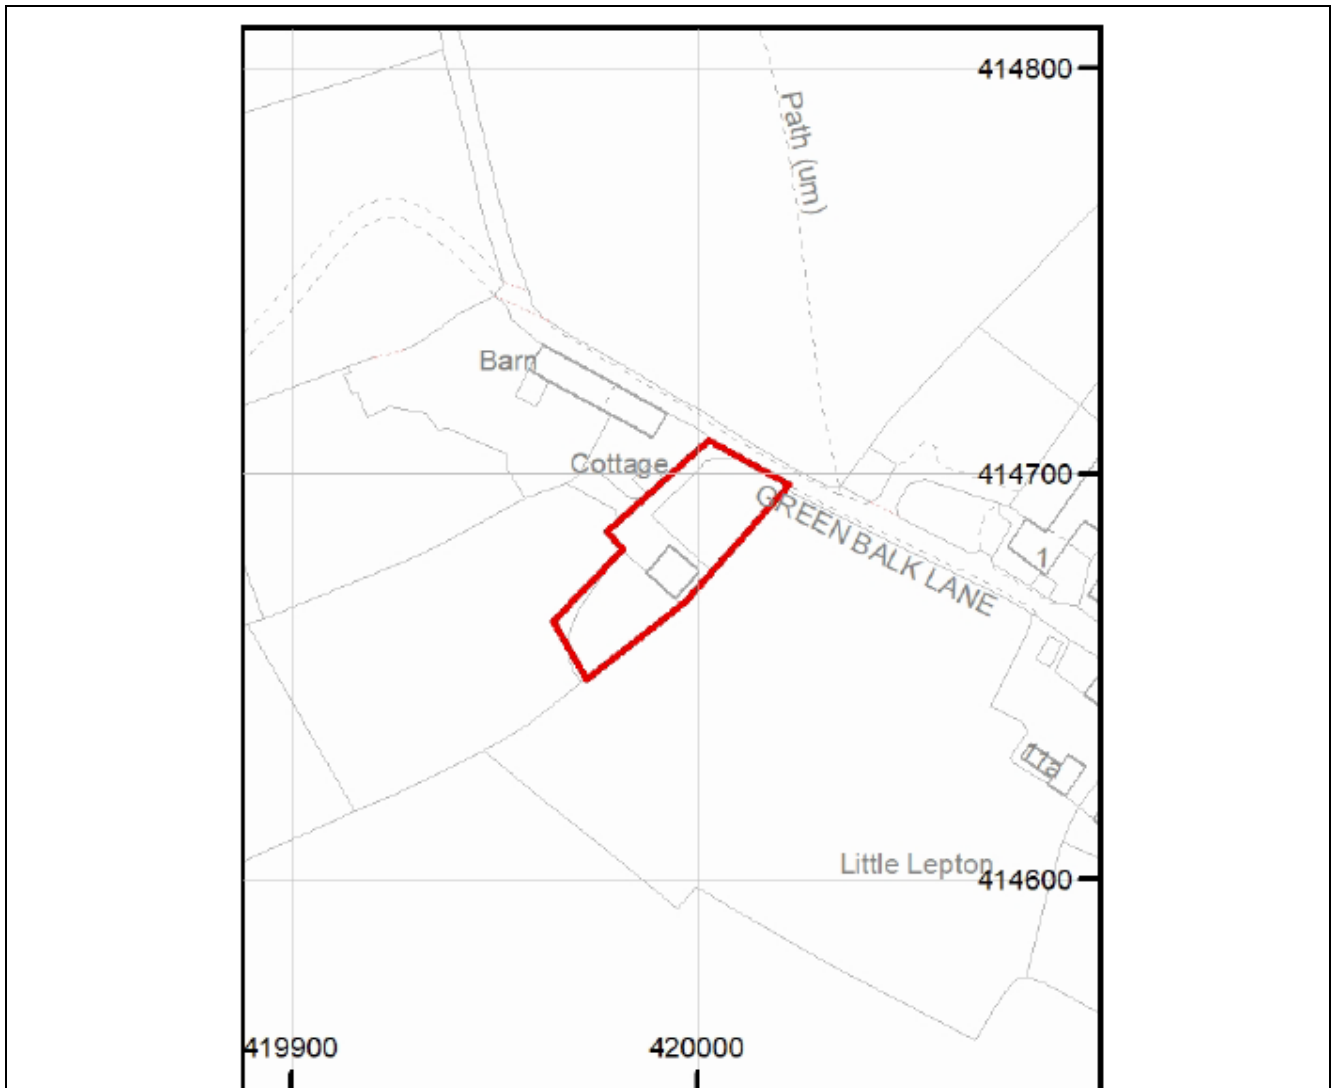 414800
Path (um)
Barn
Cottage
414700
GREEN BALK LANE
1
11a
Little Lepton
414600
419900
420000